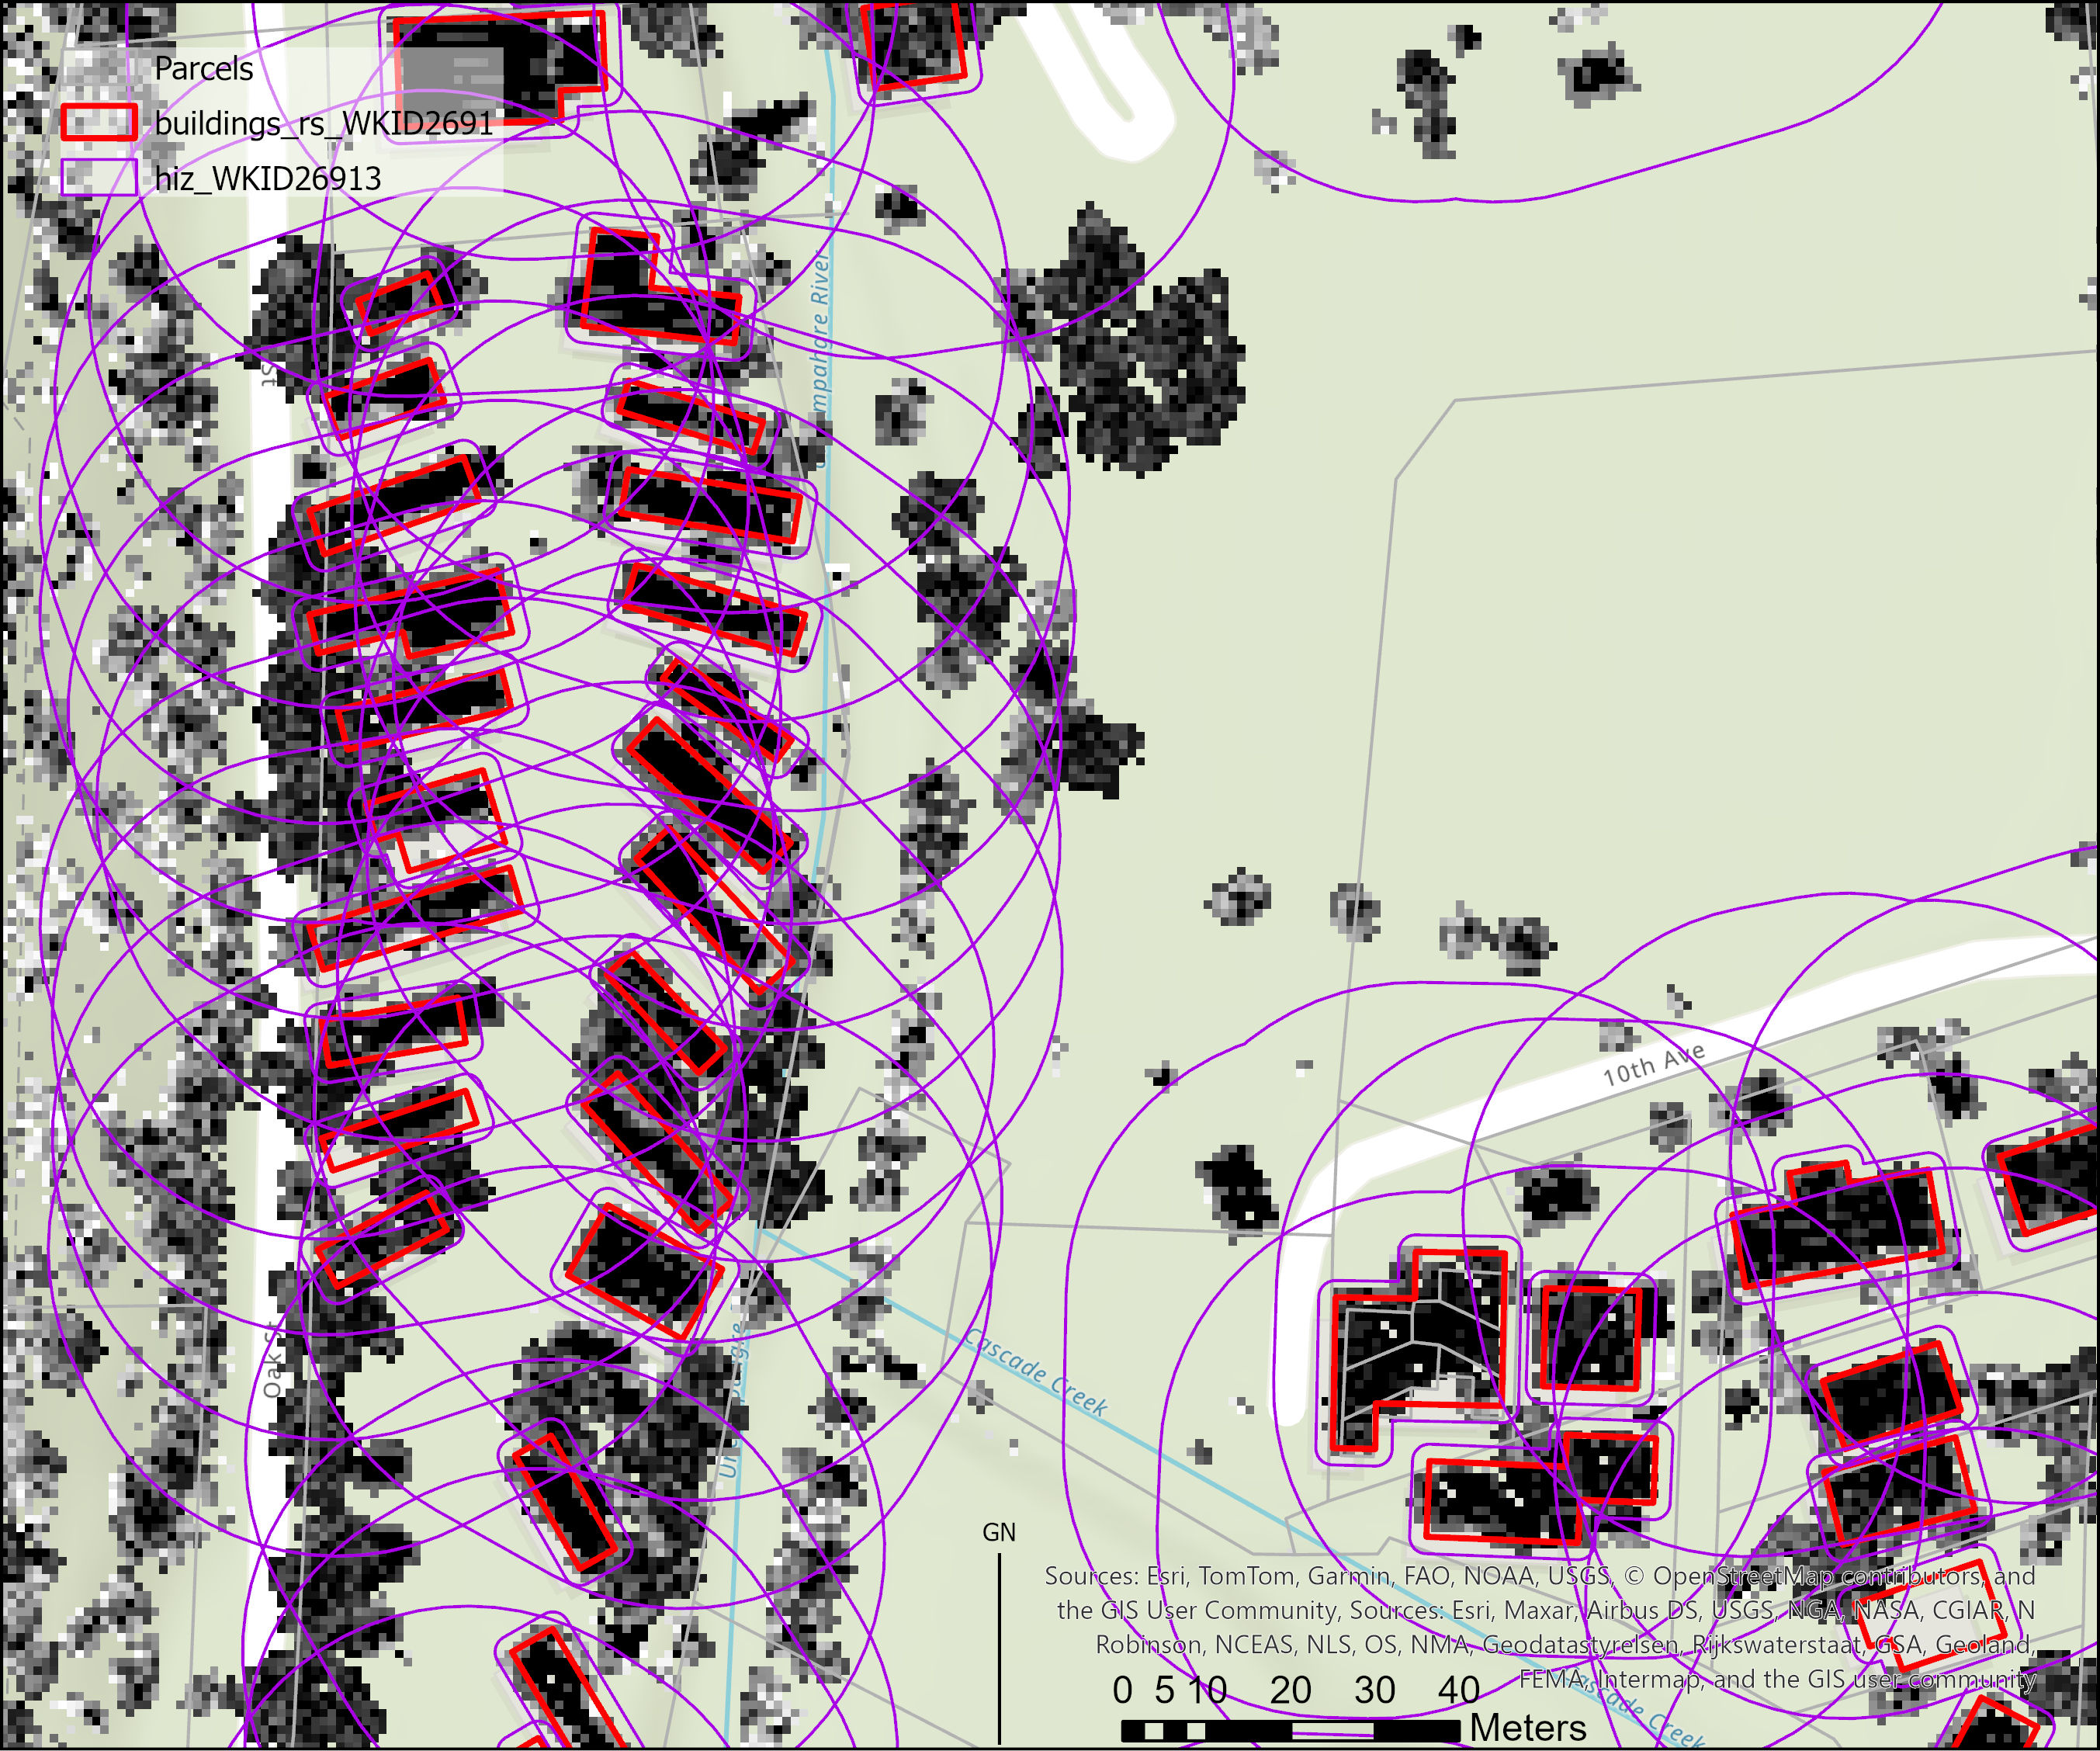 Parcels
buildings_rs_WKID2691
hiz_WKID26913
St
mpahgre River
10th Ave
Oak St
Cascade Creek
GN
Sources: Esri, TomTom, Garmin, FAO, NOAA, USGS, © OpenStreetMap contributors, and
the GIS User Community, Sources: Esri, Maxar, Airbus DS, USGS, NGA, NASA, CGIAR, N
Robinson, NCEAS, NLS, OS, NMA, Geodatastyrelsen, Rijkswaterstaat, GSA, Geoland,
FEMA, Intermap, and the GIS user community
0 5 10 20 30 40
Meters
scade Creek